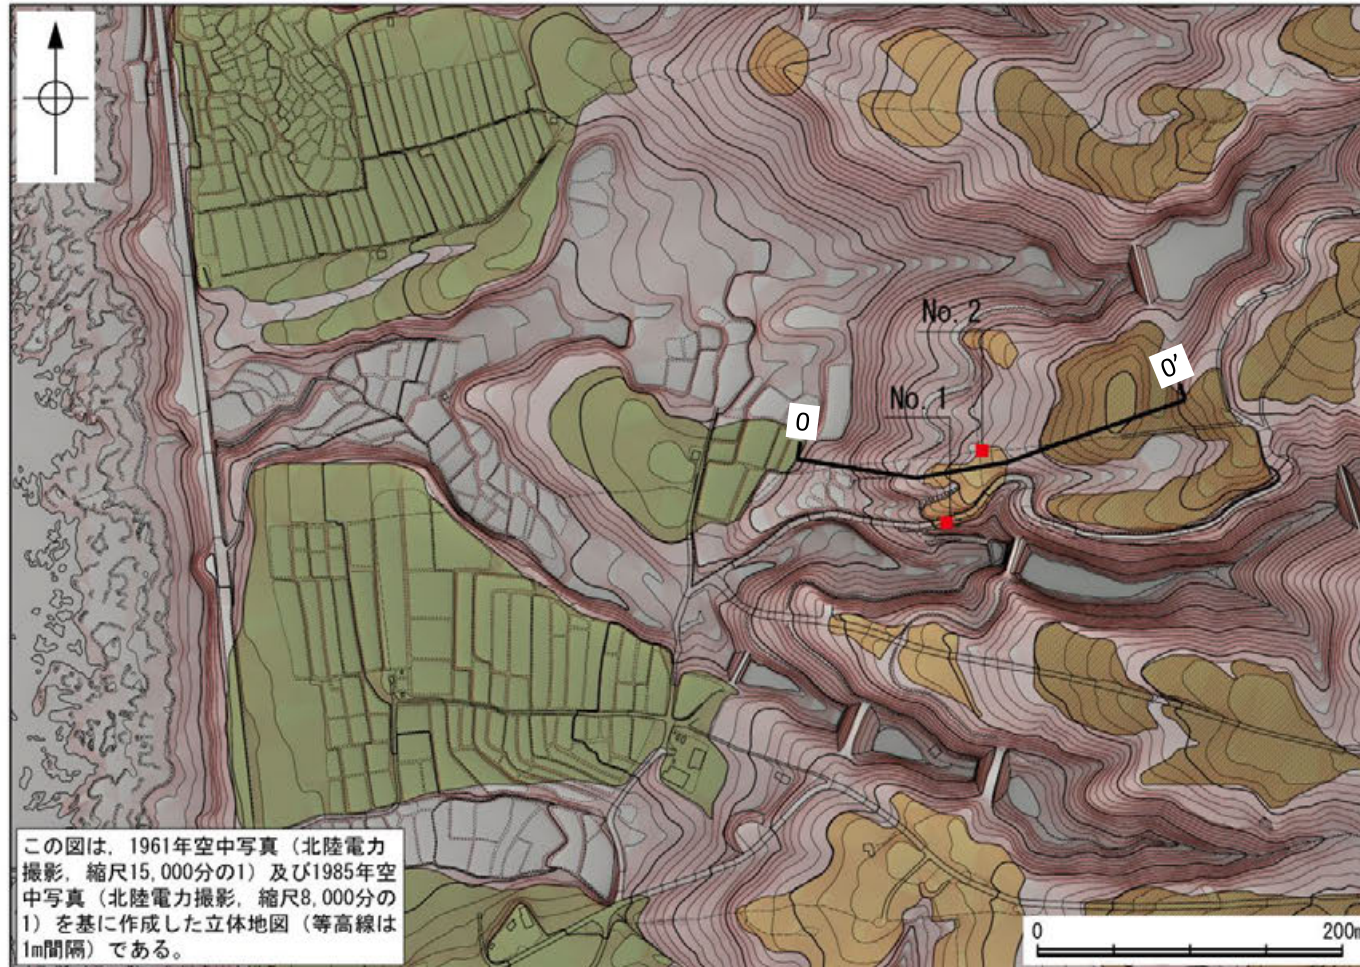 No. 2
O'
No. 1
O
この図は，1961年空中写真（北陸電力
撮影，縮尺15,000分の1）及び1985年空
中写真（北陸電力撮影，縮尺8,000分の
1）を基に作成した立体地図（等高線は
1m間隔）である。
0 200m